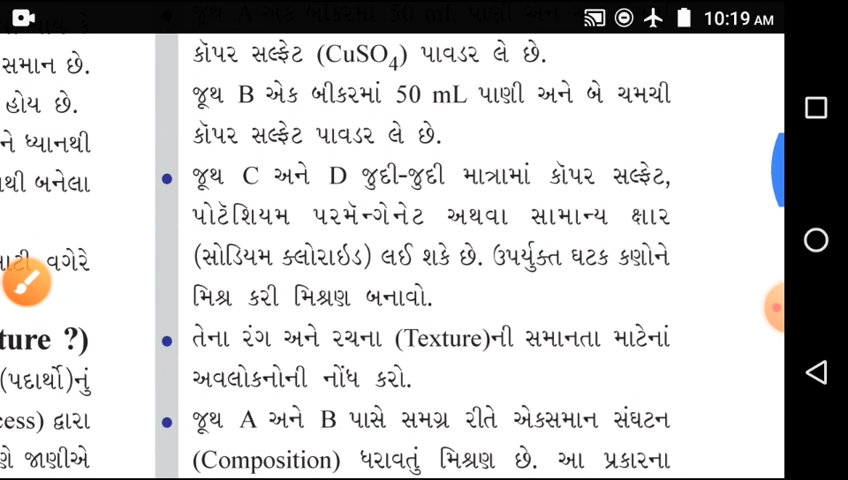 10:19 AM
સમાન છે.
હોય છે.
ને ધ્યાનથી
થી બનેલા
વગેરે
ture ?)
(પદાર્થો)નું
cess) દ્વારા
ણે જાણીએ
કૉપર સલ્ફેટ (CuSO4) પાવડર લે છે.
જૂથ B એક બીકરમાં 50 mL પાણી અને બે ચમચી
કૉપર સલ્ફેટ પાવડર લે છે.
• જૂથ C અને D જુદી-જુદી માત્રામાં કૉપર સલ્ફેટ,
પોટૅશિયમ પરમૅન્ગેનેટ અથવા સામાન્ય ક્ષાર
(સોડિયમ ક્લોરાઇડ) લઈ શકે છે. ઉપર્યુક્ત ઘટક કણોને
મિશ્ર કરી મિશ્રણ બનાવો.
• તેના રંગ અને રચના (Texture)ની સમાનતા માટેનાં
અવલોકનોની નોંધ કરો.
• જૂથ A અને B પાસે સમગ્ર રીતે એકસમાન સંઘટન
(Composition) ધરાવતું મિશ્રણ છે. આ પ્રકારના